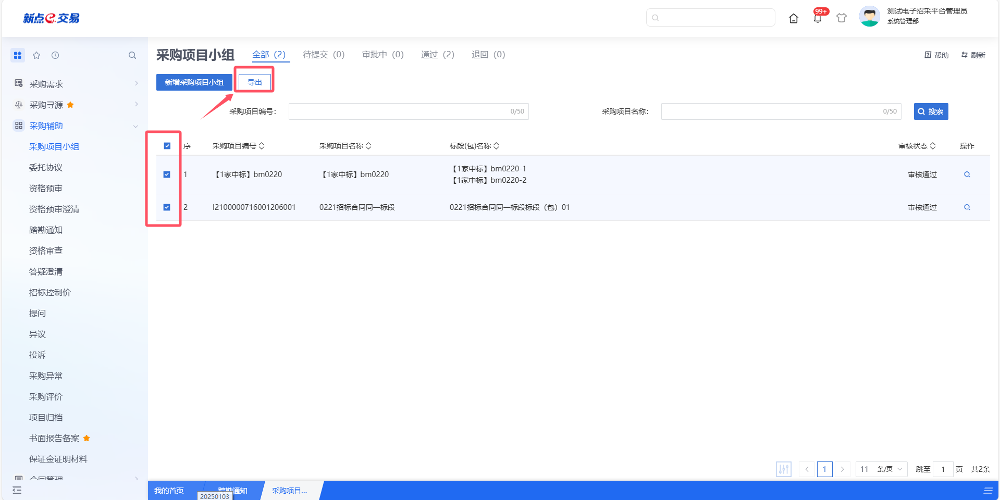 新点e交易
99+
测试电子招采平台管理员
系统管理部
采购项目小组
全部（2）
待提交（0）
审批中（0）
通过（2）
退回（0）
帮助
刷新
新增采购项目小组
导出
采购项目编号：
0/50
采购项目名称：
0/50
搜索
采购需求
采购寻源
采购辅助
采购项目小组
委托协议
资格预审
资格预审澄清
踏勘通知
资格审查
答疑澄清
招标控制价
提问
异议
投诉
采购异常
采购评价
项目归档
书面报告备案
保证金证明材料
合同管理
序 采购项目编号 采购项目名称 标段(包)名称 审核状态 操作
1 【1家中标】bm0220 【1家中标】bm0220 【1家中标】bm0220-1 审核通过
【1家中标】bm0220-2
2 I2100000716001206001 0221招标合同同一标段 0221招标合同同一标段标段（包）01 审核通过
1 11 条/页 跳至 1 页 共2条
我的首页 踏勘通知 采购项目...
20250103